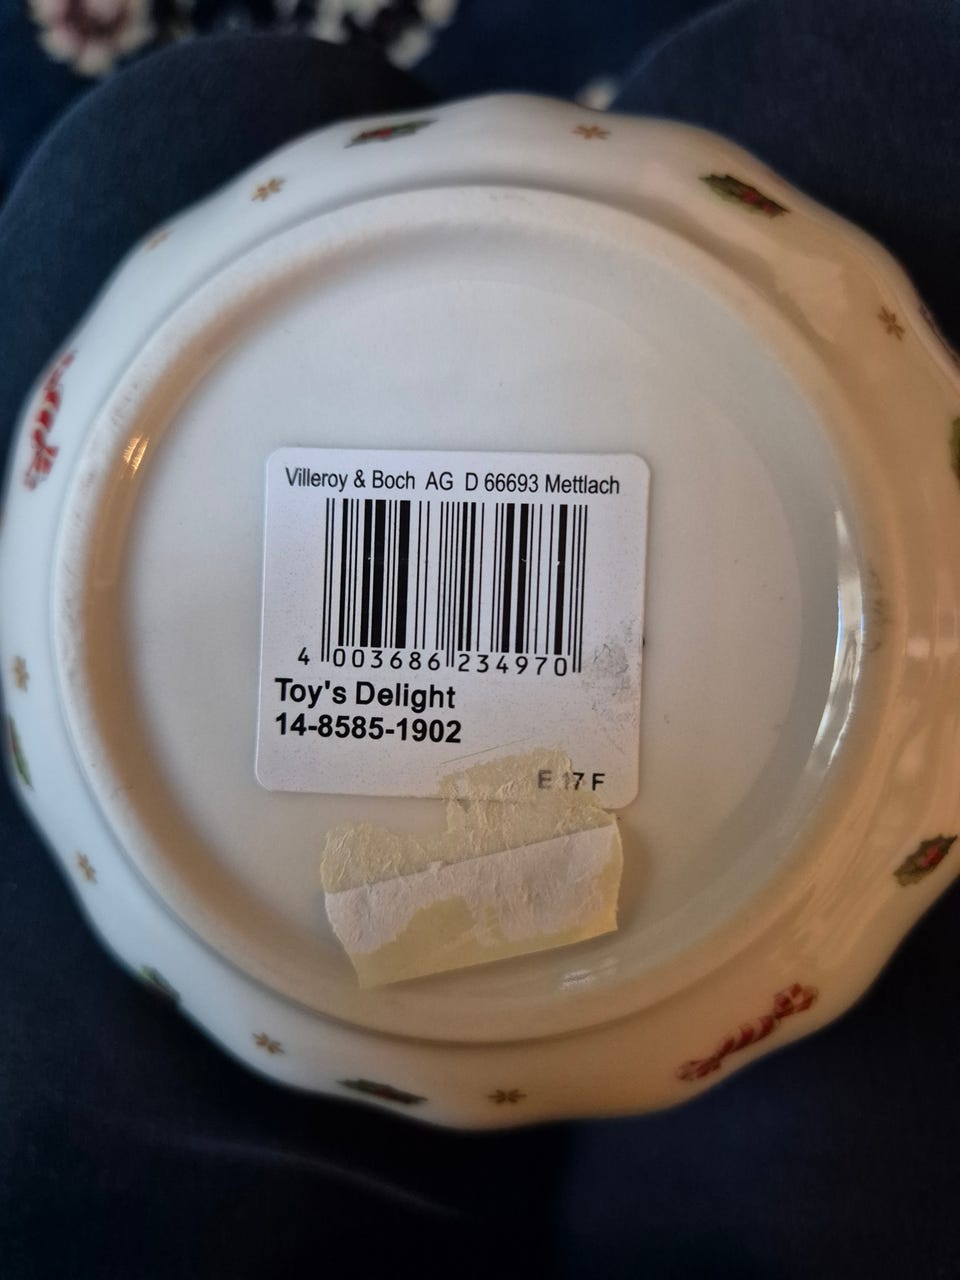 Villeroy & Boch AG D 66693 Mettlach
4 003686 234970
Toy's Delight
14-8585-1902
E 17 F